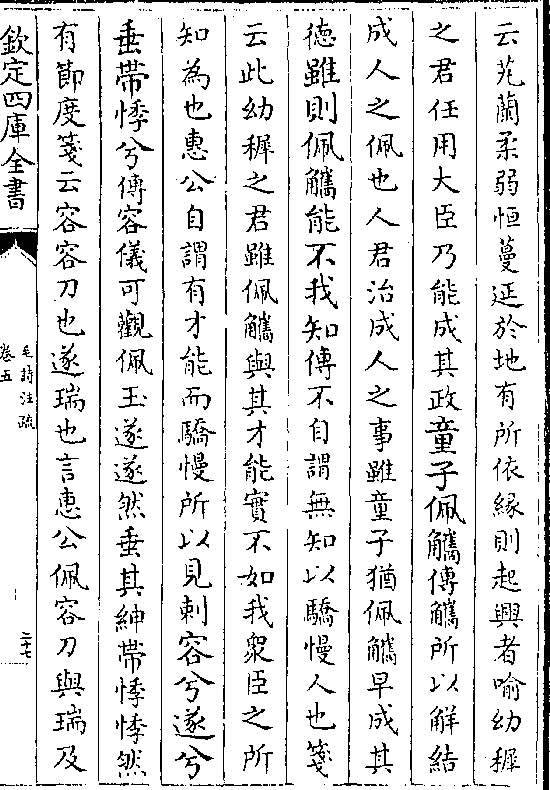 云芄蘭柔弱恒蔓延於地有所依縁則起興者喻幼穉
之君任用大臣乃能成其政童子佩觿傳觿所以解結
成人之佩也人君治成人之事雖童子猶佩觿早成其
德雖則佩觿能不我知傳不自謂無知以驕慢人也箋
云此幼穉之君雖佩觿與其才能實不如我衆臣之所
知為也惠公自謂有才能而驕慢所以見刺容兮遂兮
垂帶悸兮傳容儀可觀佩玉遂遂然垂其紳帶悸悸然
有節度箋云容容刀也遂瑞也言惠公佩容刀與瑞及
欽定四庫全書
毛詩注疏
卷五
二十七